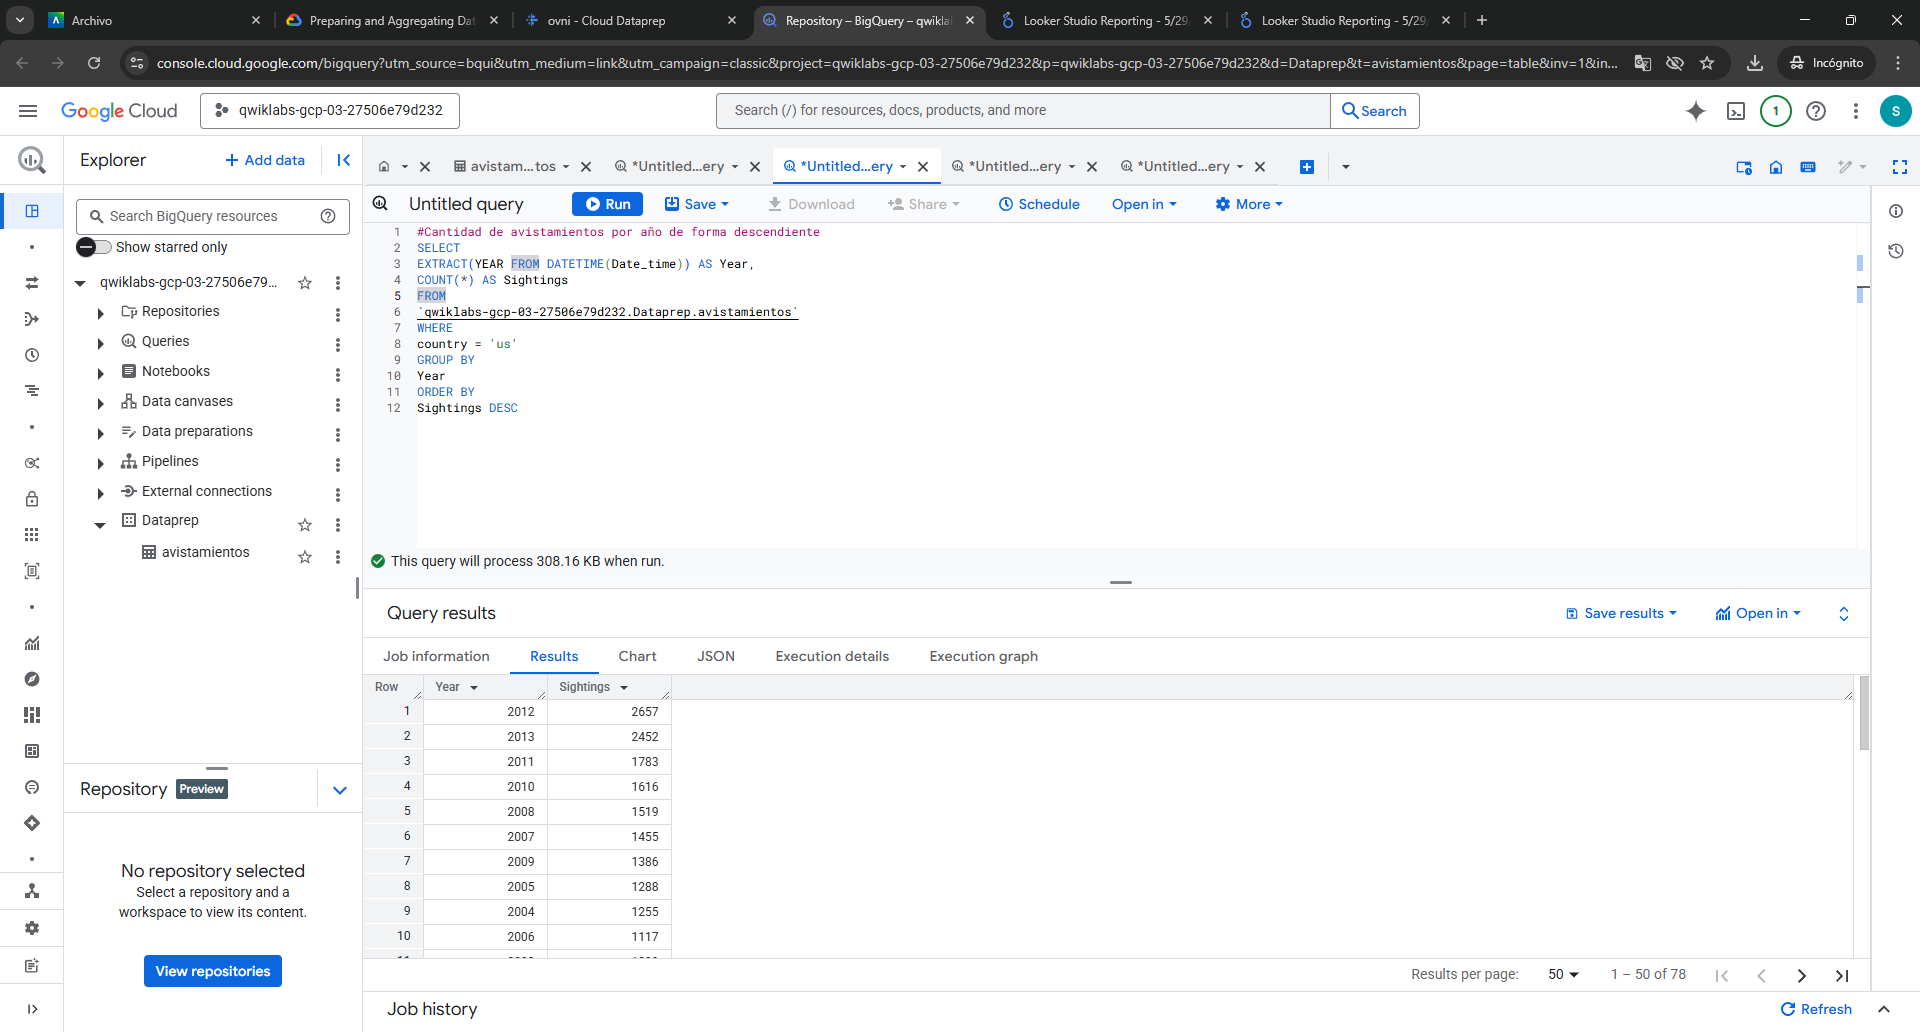 Archivo
Preparing and Aggregating Dat
ovni - Cloud Dataprep
Repository – BigQuery – qwikla
Looker Studio Reporting - 5/29
Looker Studio Reporting - 5/29
console.cloud.google.com/bigquery?utm_source=bqui&utm_medium=link&utm_campaign=classic&project=qwiklabs-gcp-03-27506e79d232&p=qwiklabs-gcp-03-27506e79d232&d=Dataprep&t=avistamientos&page=table&inv=1&in...
Incógnito
Google Cloud
qwiklabs-gcp-03-27506e79d232
Search (/) for resources, docs, products, and more
Search
1
S
Explorer
+ Add data
avistam...tos
*Untitled...ery
*Untitled...ery
*Untitled...ery
*Untitled...ery
Search BigQuery resources
Show starred only
qwiklabs-gcp-03-27506e79...
Repositories
Queries
Notebooks
Data canvases
Data preparations
Pipelines
External connections
Dataprep
avistamientos
Untitled query
Run
Save
Download
Share
Schedule
Open in
More
1 #Cantidad de avistamientos por año de forma descendiente
2 SELECT
3 EXTRACT(YEAR FROM DATETIME(Date_time)) AS Year,
4 COUNT(*) AS Sightings
5 FROM
6 `qwiklabs-gcp-03-27506e79d232.Dataprep.avistamientos`
7 WHERE
8 country = 'us'
9 GROUP BY
10 Year
11 ORDER BY
12 Sightings DESC
This query will process 308.16 KB when run.
Query results
Save results
Open in
Job information
Results
Chart
JSON
Execution details
Execution graph
Row Year Sightings
1 2012 2657
2 2013 2452
3 2011 1783
4 2010 1616
5 2008 1519
6 2007 1455
7 2009 1386
8 2005 1288
9 2004 1255
10 2006 1117
Results per page: 50 1 – 50 of 78
Job history
Refresh
Repository Preview
No repository selected
Select a repository and a
workspace to view its content.
View repositories